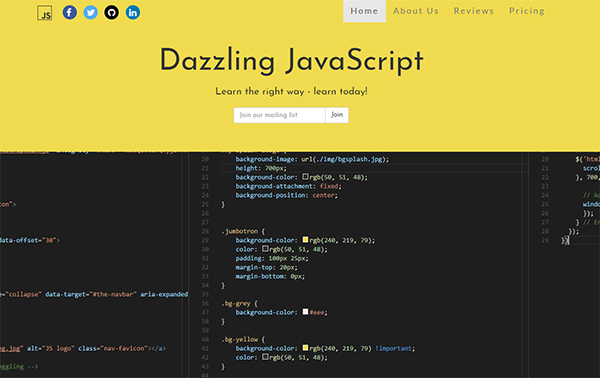 JS
Home About Us Reviews Pricing
Dazzling JavaScript
Learn the right way - learn today!
Join our mailing list Join
20 background-image: url(./img/bgsplash.jpg);
21 height: 700px;
22 background-color: rgb(50, 51, 48);
23 background-attachment: fixed;
24 background-position: center;
25 }
26
27
28 .jumbotron {
29 background-color: rgb(240, 219, 79);
30 color: rgb(50, 51, 48);
31 padding: 100px 25px;
32 margin-top: 20px;
33 margin-bottom: 0px;
34 }
35
36 .bg-grey {
37 background-color: #eee;
38 }
39
40 .bg-yellow {
41 background-color: rgb(240, 219, 79) !important;
42 color: rgb(50, 51, 48);
43 }
44
con">
data-offset="30">
="collapse" data-target="#the-navbar" aria-expanded
g.jpg" alt="JS logo" class="nav-favicon"></a>
ggling -->
20 $('html
21 scrol
22 }, 700,
23
24 // Ad
25 windo
26 });
27 } // En
28 });
29 })